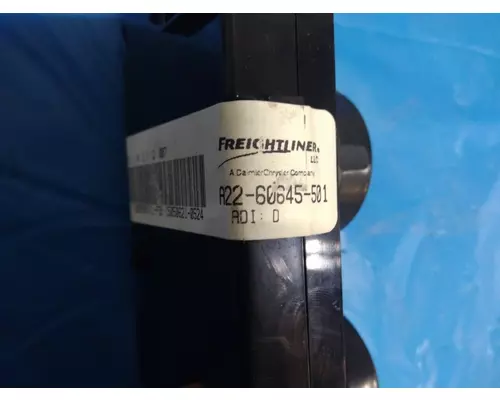 FREIGHTLINER
LLC
A DaimlerChrysler Company
A22-60645-501
ADI: D